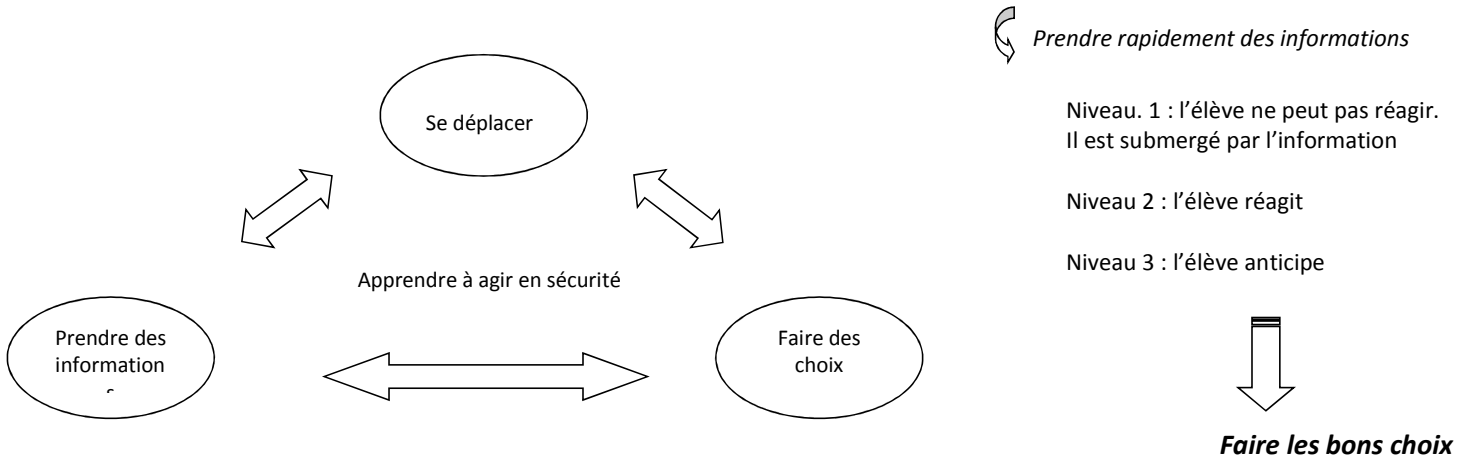 Se déplacer
Apprendre à agir en sécurité
Prendre des
information
s
Faire des
choix
Prendre rapidement des informations
Niveau. 1 : l’élève ne peut pas réagir.
Il est submergé par l’information
Niveau 2 : l’élève réagit
Niveau 3 : l’élève anticipe
Faire les bons choix